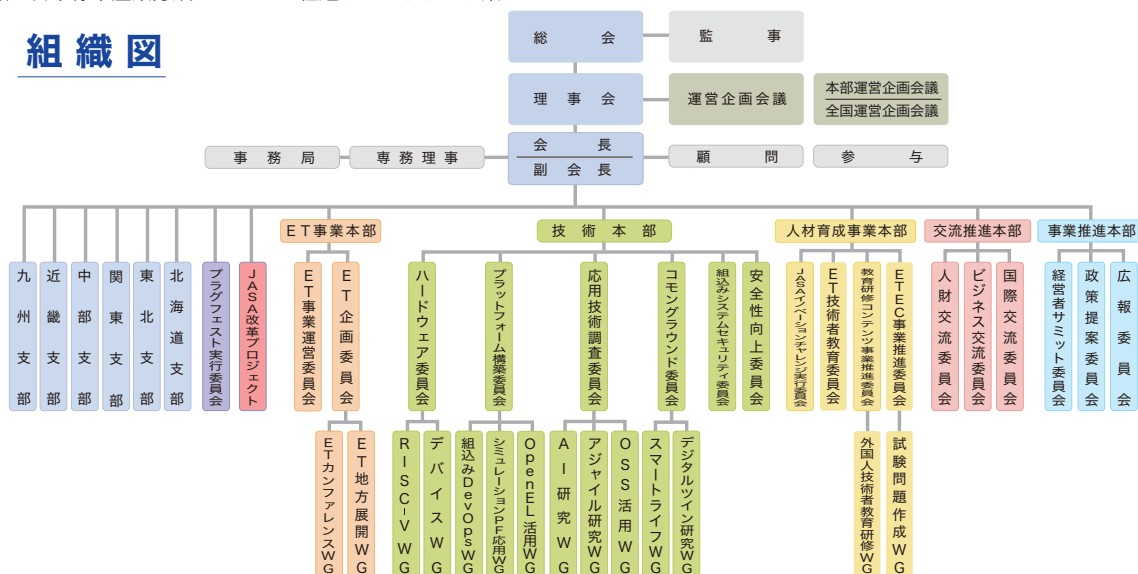 組織図
総会
監事
理事会
運営企画会議
本部運営企画会議
全国運営企画会議
会長
副会長
事務局
専務理事
顧問
参与
ET事業本部
技術本部
人材育成事業本部
交流推進本部
事業推進本部
九州支部
近畿支部
中部支部
関東支部
東北支部
北海道支部
プラグフェスト実行委員会
JASA改革プロジェクト
ET事業運営委員会
ET企画委員会
ハードウェア委員会
プラットフォーム構築委員会
応用技術調査委員会
コモングラウンド委員会
組込みシステムセキュリティ委員会
安全性向上委員会
JASAイノベーションチャレンジ実行委員会
ET技術者教育委員会
教育研修コンテンツ事業推進委員会
ETEC事業推進委員会
人財交流委員会
ビジネス交流委員会
国際交流委員会
経営者サミット委員会
政策提案委員会
広報委員会
ETカンファレンスWG
ET地方展開WG
RISC-V WG
デバイスWG
組込みDevOpsWG
シミュレーションPF応用WG
OpenEL活用WG
AI研究WG
アジャイル研究WG
OSS活用WG
スマートライフWG
デジタルツイン研究WG
外国人技術者教育研修WG
試験問題作成WG